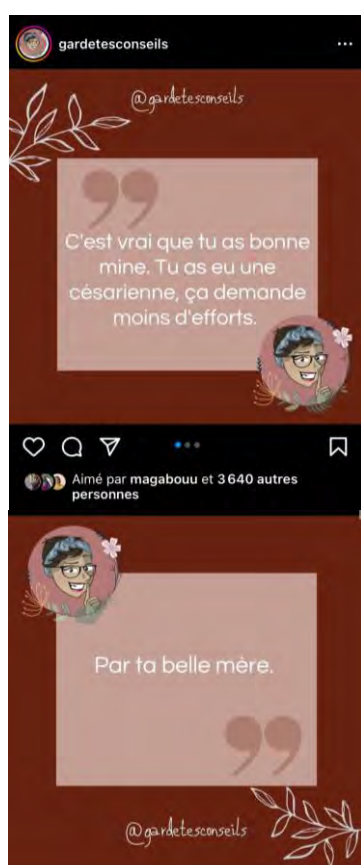 gardetesconseils
@gardetesconseils
C'est vrai que tu as bonne
mine. Tu as eu une
césarienne, ça demande
moins d'efforts.
Aimé par magabouu et 3 640 autres
personnes
Par ta belle mère.
@gardetesconseils